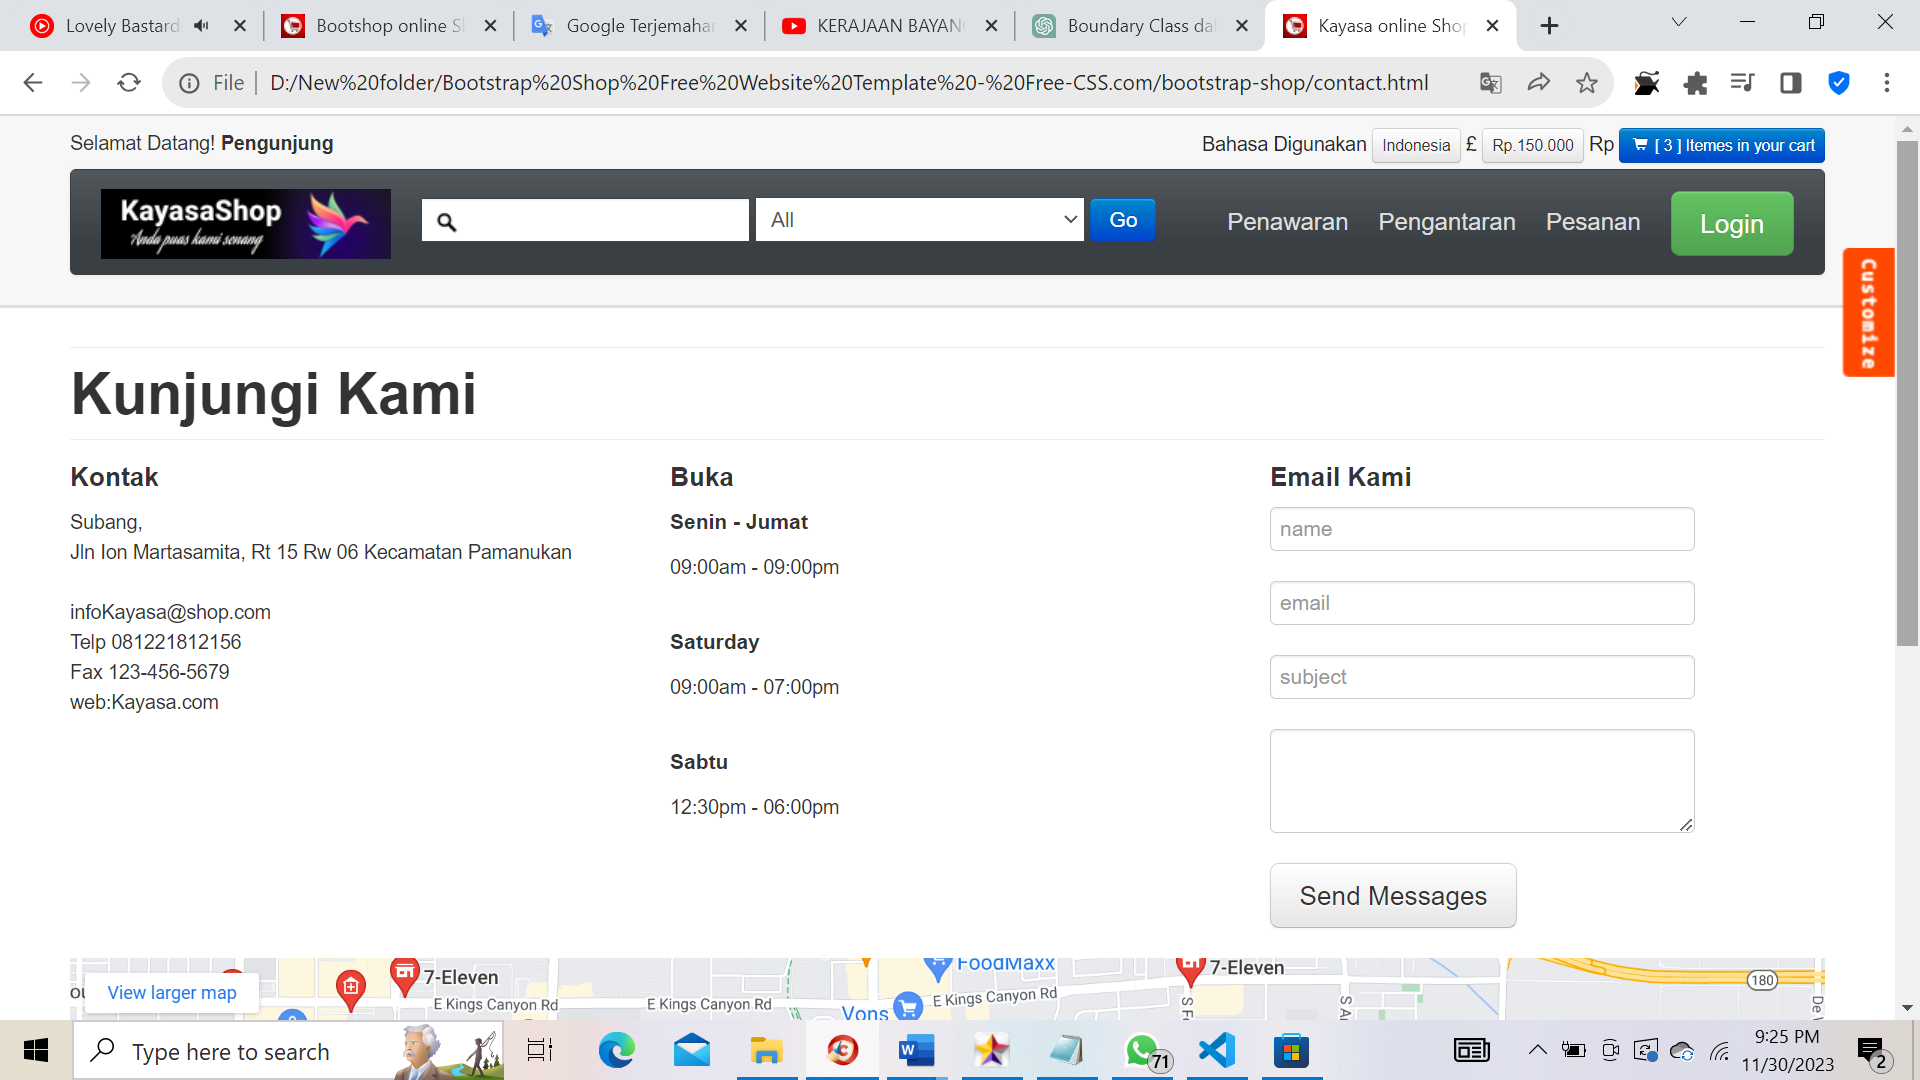 Lovely Bastard
Bootshop online Sh
Google Terjemahan
KERAJAAN BAYANG
Boundary Class dal
Kayasa online Shop
File
D:/New%20folder/Bootstrap%20Shop%20Free%20Website%20Template%20-%20Free-CSS.com/bootstrap-shop/contact.html
Selamat Datang! Pengunjung
Bahasa Digunakan Indonesia £ Rp.150.000 Rp [ 3 ] Itemes in your cart
KayasaShop
Anda puas kami senang
All
Go
Penawaran
Pengantaran
Pesanan
Login
Customize
Kunjungi Kami
Kontak
Subang,
Jln Ion Martasamita, Rt 15 Rw 06 Kecamatan Pamanukan
infoKayasa@shop.com
Telp 081221812156
Fax 123-456-5679
web:Kayasa.com
Buka
Senin - Jumat
09:00am - 09:00pm
Saturday
09:00am - 07:00pm
Sabtu
12:30pm - 06:00pm
Email Kami
name
email
subject
Send Messages
View larger map
7-Eleven
E Kings Canyon Rd
E Kings Canyon Rd
Vons
FoodMaxx
E Kings Canyon Rd
7-Eleven
180
Type here to search
71
9:25 PM
11/30/2023
2